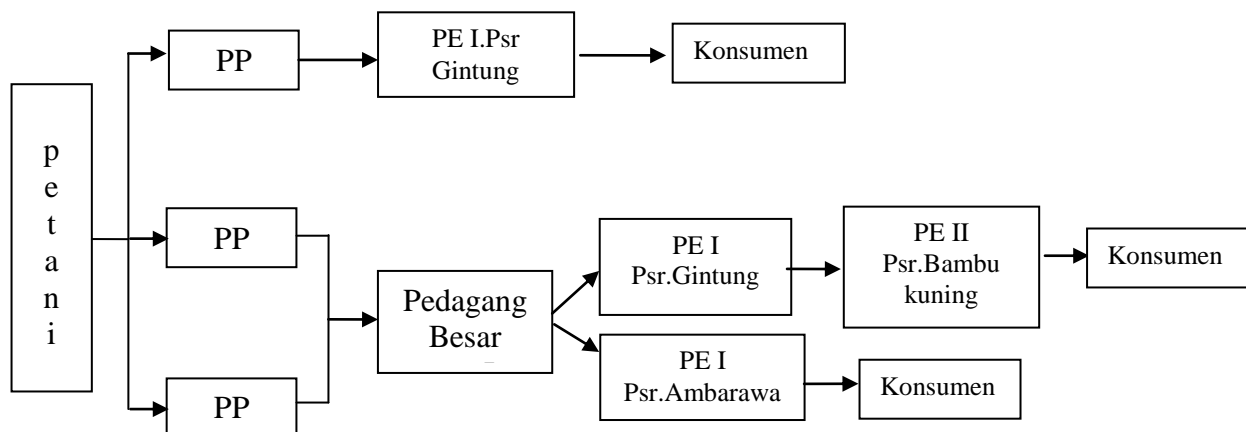 petani
PP
PE I.Psr
Gintung
Konsumen
PP
PP
Pedagang
Besar
PE I
Psr.Gintung
PE II
Psr.Bambu
kuning
Konsumen
PE I
Psr.Ambarawa
Konsumen